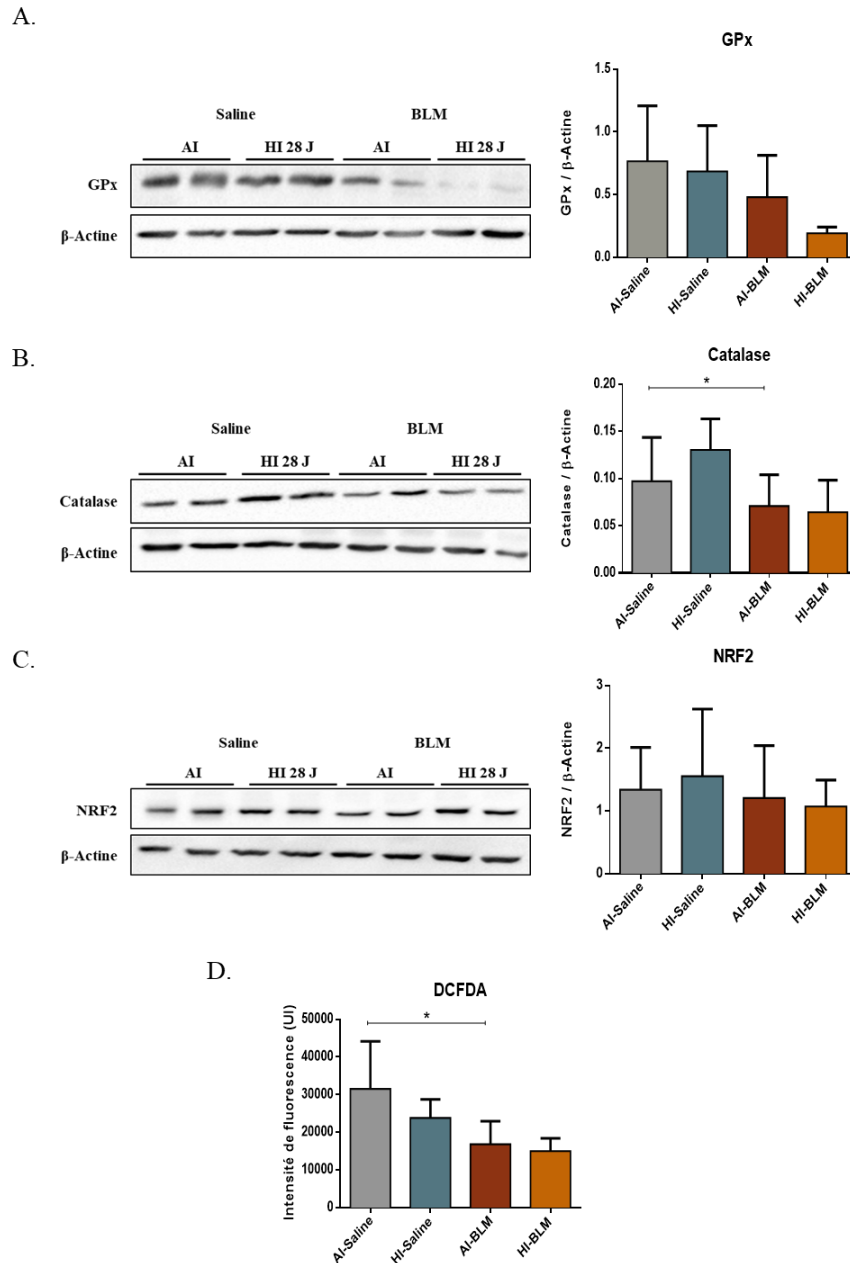 A.
Saline BLM
AI HI 28 J AI HI 28 J
GPx
β-Actine
GPx
GPx / β-Actine
1.5
1.0
0.5
0.0
AI-Saline HI-Saline AI-BLM HI-BLM
B.
Saline BLM
AI HI 28 J AI HI 28 J
Catalase
β-Actine
Catalase
Catalase / β-Actine
0.20
0.15
0.10
0.05
0.00
*
AI-Saline HI-Saline AI-BLM HI-BLM
C.
Saline BLM
AI HI 28 J AI HI 28 J
NRF2
β-Actine
NRF2
NRF2 / β-Actine
3
2
1
0
AI-Saline HI-Saline AI-BLM HI-BLM
D.
DCFDA
Intensité de fluorescence (UI)
50000
40000
30000
20000
10000
0
*
AI-Saline HI-Saline AI-BLM HI-BLM